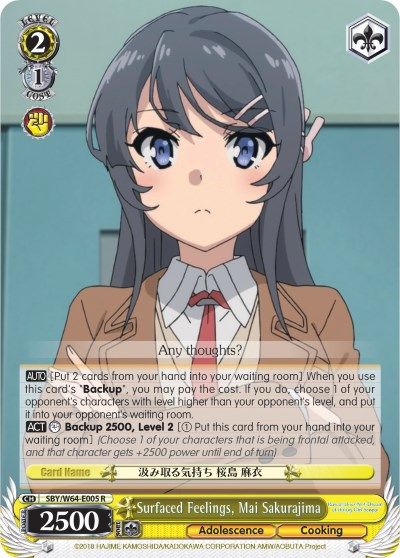 LEVEL
2
1
COST
Any thoughts?
AUTO [Put 2 cards from your hand into your waiting room] When you use
this card's "Backup", you may pay the cost. If you do, choose 1 of your
opponent's characters with level higher than your opponent's level, and put
it into your opponent's waiting room.
ACT Backup 2500, Level 2 [① Put this card from your hand into your
waiting room] (Choose 1 of your characters that is being frontal attacked,
and that character gets +2500 power until end of turn)
Card Name 汲み取る気持ち 桜島 麻衣
CH SBY/W64-E005 R
2500
Surfaced Feelings, Mai Sakurajima
Adolescence Cooking
©2018 HAJIME KAMOSHIDA/KADOKAWA CORPORATION AMW/AOBUTA Project